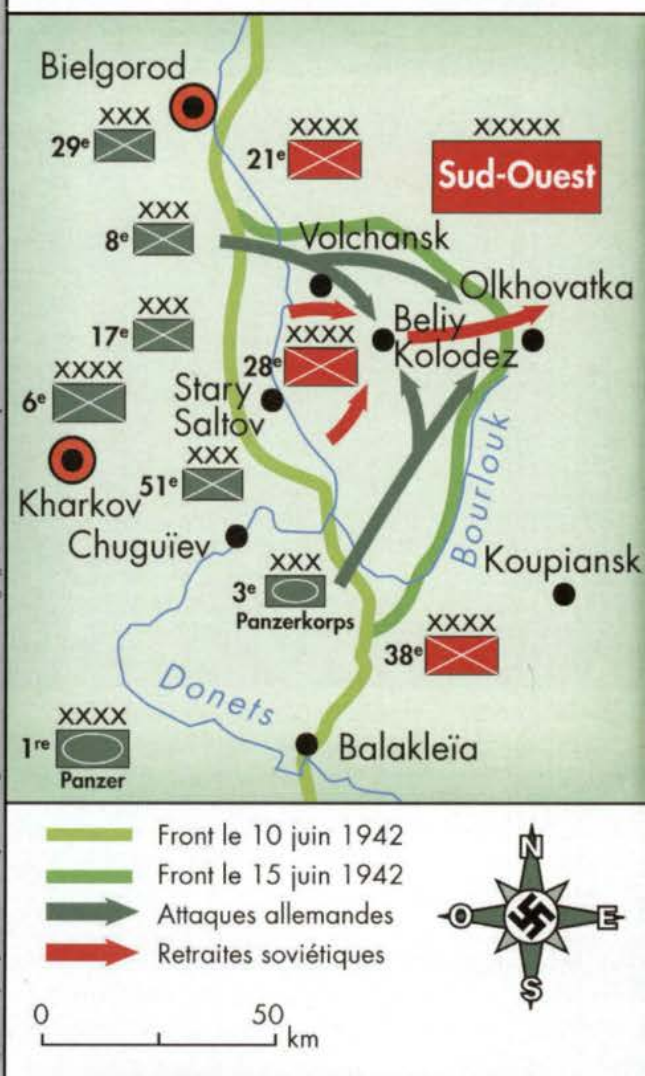 Bielgorod
XXX
29e
XXXX
21e
XXXXX
Sud-Ouest
XXX
8e
Volchansk
Olkhovatka
XXX
17e
Beliy
Kolodez
XXXX
28e
XXXX
6e
Stary
Saltov
XXX
51e
Kharkov
Chuguïev
Bourlouk
Koupiansk
XXX
3e
Panzerkorps
XXXX
38e
Donets
XXXX
1re
Panzer
Balakleïa
Front le 10 juin 1942
Front le 15 juin 1942
Attaques allemandes
Retraites soviétiques
N
O
E
S
0
50
km